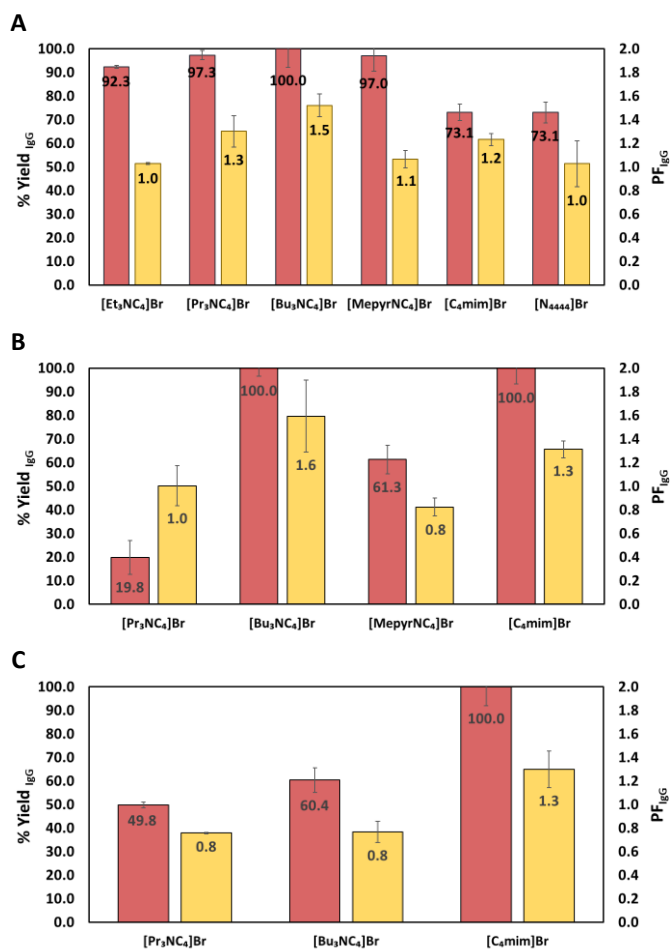 A
100.0 2.0
90.0 1.8
80.0 1.6
70.0 1.4
60.0 1.2
50.0 1.0
40.0 0.8
30.0 0.6
20.0 0.4
10.0 0.2
0.0 0.0
% Yield IgG
PF IgG
92.3 97.3 100.0 97.0 73.1 73.1
1.0 1.3 1.5 1.1 1.2 1.0
[Et₃NC₄]Br [Pr₃NC₄]Br [Bu₃NC₄]Br [MepyrNC₄]Br [C₄mim]Br [N₄₄₄₄]Br
B
100.0 2.0
90.0 1.8
80.0 1.6
70.0 1.4
60.0 1.2
50.0 1.0
40.0 0.8
30.0 0.6
20.0 0.4
10.0 0.2
0.0 0.0
% Yield IgG
PF IgG
19.8 100.0 61.3 100.0
1.0 1.6 0.8 1.3
[Pr₃NC₄]Br [Bu₃NC₄]Br [MepyrNC₄]Br [C₄mim]Br
C
100.0 2.0
90.0 1.8
80.0 1.6
70.0 1.4
60.0 1.2
50.0 1.0
40.0 0.8
30.0 0.6
20.0 0.4
10.0 0.2
0.0 0.0
% Yield IgG
PF IgG
49.8 60.4 100.0
0.8 0.8 1.3
[Pr₃NC₄]Br [Bu₃NC₄]Br [C₄mim]Br